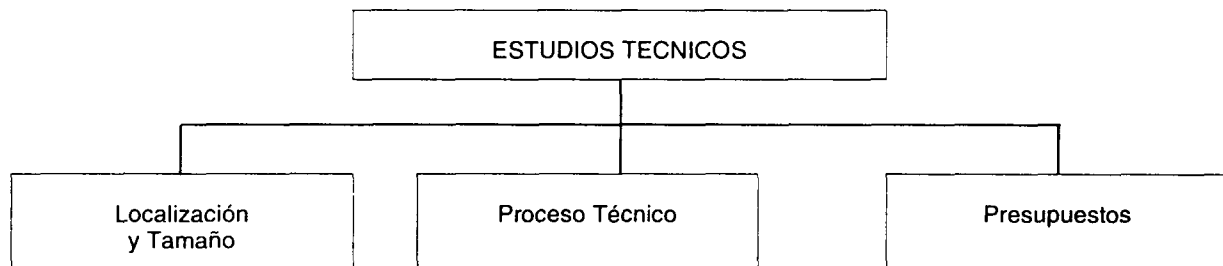 ESTUDIOS TECNICOS
Localización
y Tamaño
Proceso Técnico
Presupuestos